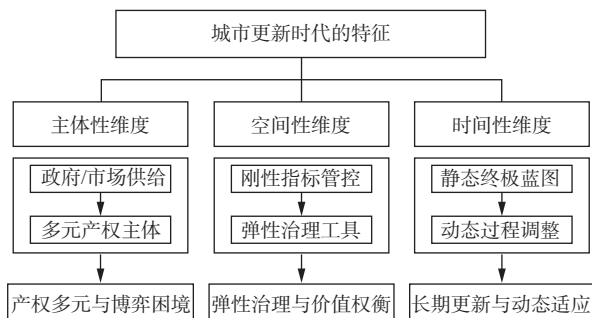 城市更新时代的特征
主体性维度
空间性维度
时间性维度
政府/市场供给
刚性指标管控
静态终极蓝图
多元产权主体
弹性治理工具
动态过程调整
产权多元与博弈困境
弹性治理与价值权衡
长期更新与动态适应